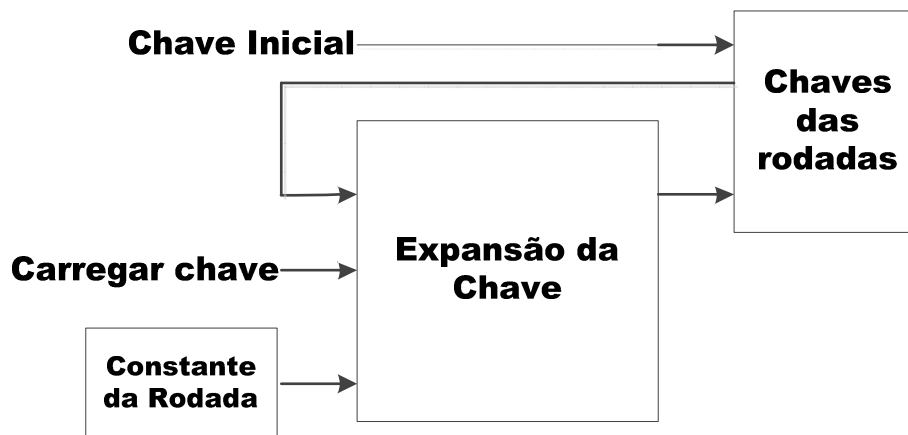 Chave Inicial
Chaves
das
rodadas
Expansão da
Chave
Carregar chave
Constante
da Rodada